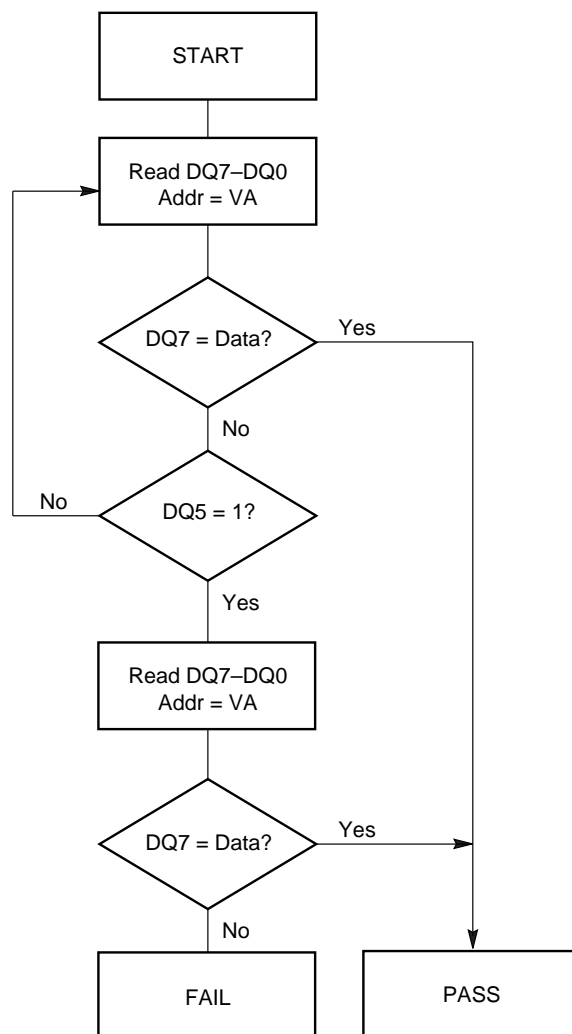 START
Read DQ7–DQ0
Addr = VA
DQ7 = Data?
Yes
No
No
DQ5 = 1?
Yes
Read DQ7–DQ0
Addr = VA
DQ7 = Data?
Yes
No
FAIL
PASS